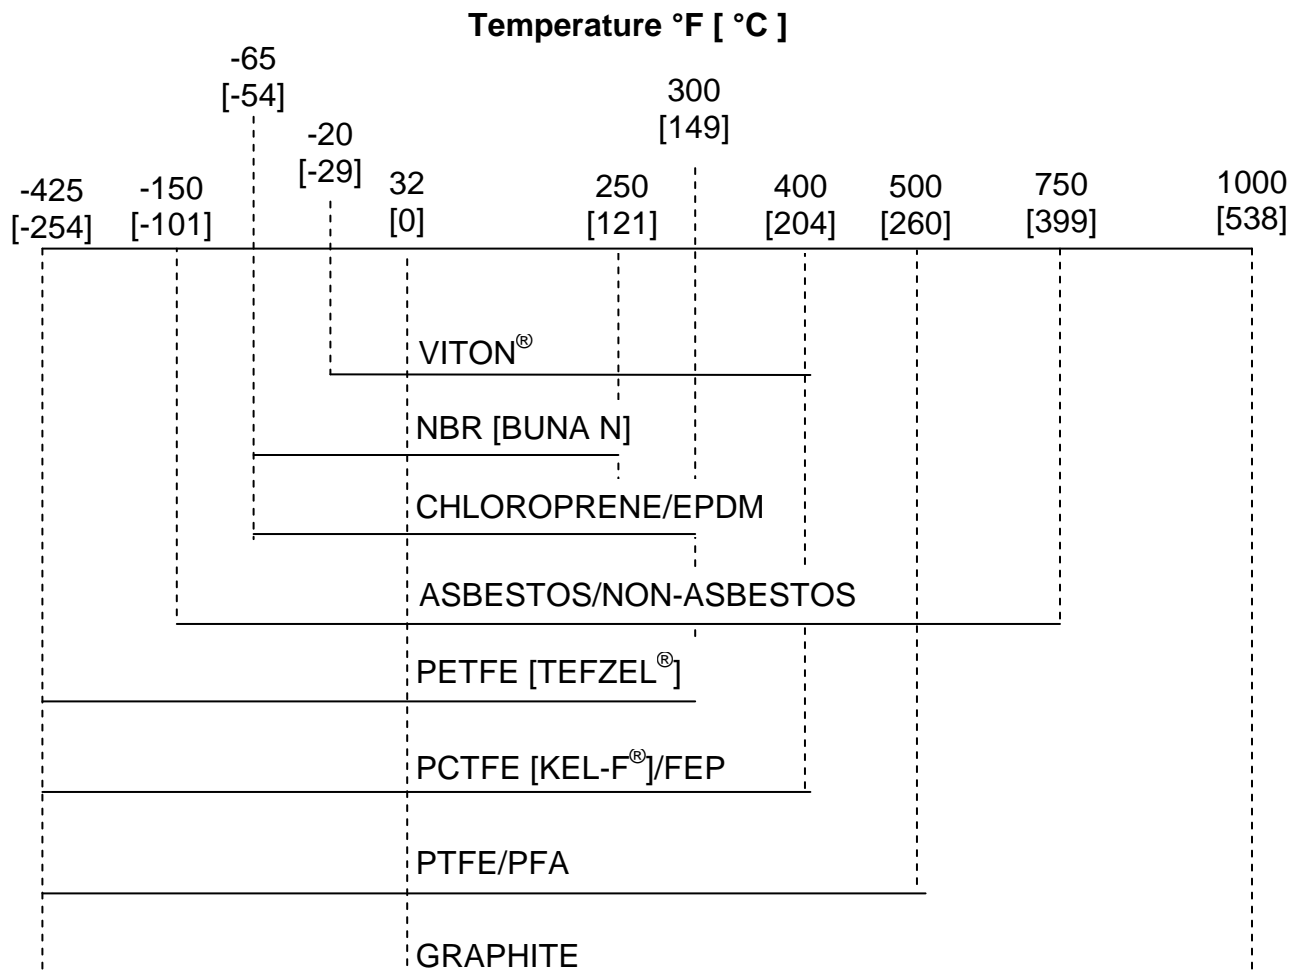 Temperature °F [ °C ]
-65
[-54]
300
[149]
-20
[-29]
-425
[-254]
-150
[-101]
32
[0]
250
[121]
400
[204]
500
[260]
750
[399]
1000
[538]
VITON®
NBR [BUNA N]
CHLOROPRENE/EPDM
ASBESTOS/NON-ASBESTOS
PETFE [TEFZEL®]
PCTFE [KEL-F®]/FEP
PTFE/PFA
GRAPHITE